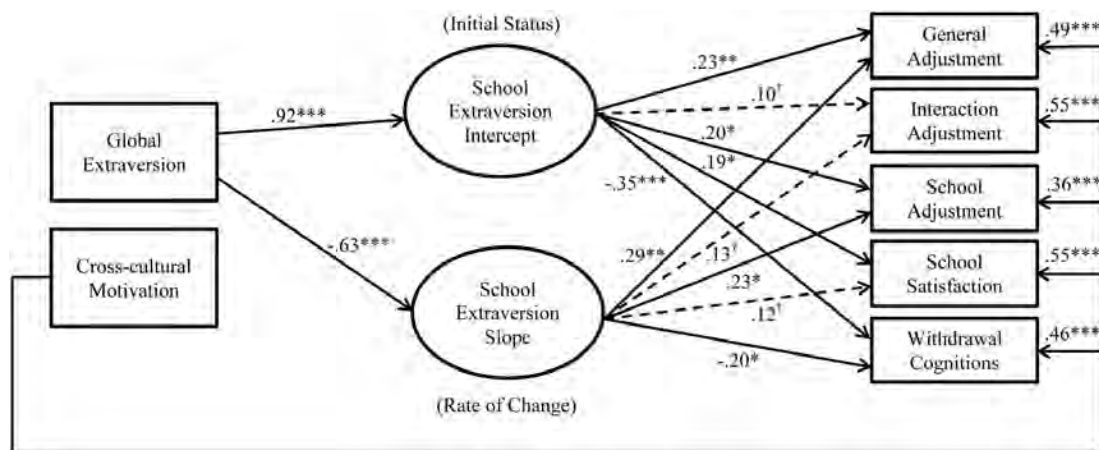 (Initial Status)
School
Extraversion
Intercept
Global
Extraversion
Cross-cultural
Motivation
School
Extraversion
Slope
(Rate of Change)
General
Adjustment
Interaction
Adjustment
School
Adjustment
School
Satisfaction
Withdrawal
Cognitions
.92***
-.63***
.23**
.10†
.20*
.19*
-.35***
.29**
.13†
.23*
.12†
-.20*
.49***
.55***
.36***
.55***
.46***